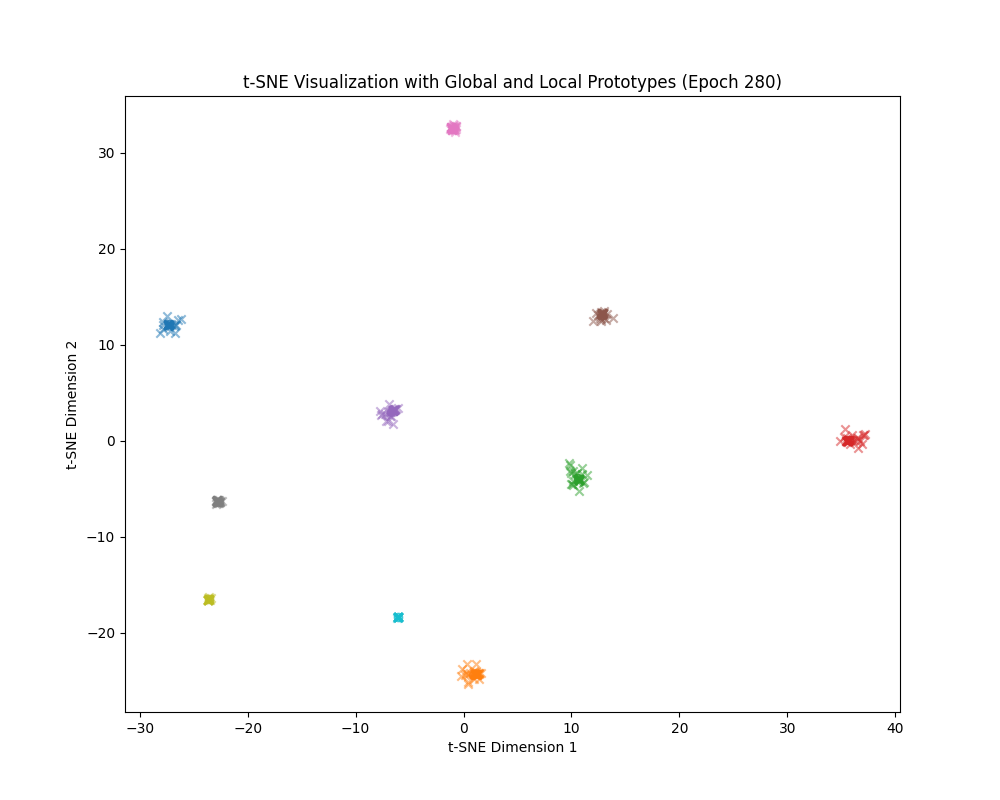 t-SNE Visualization with Global and Local Prototypes (Epoch 280)
30
20
10
0
−10
−20
t-SNE Dimension 2
−30 −20 −10 0 10 20 30 40
t-SNE Dimension 1